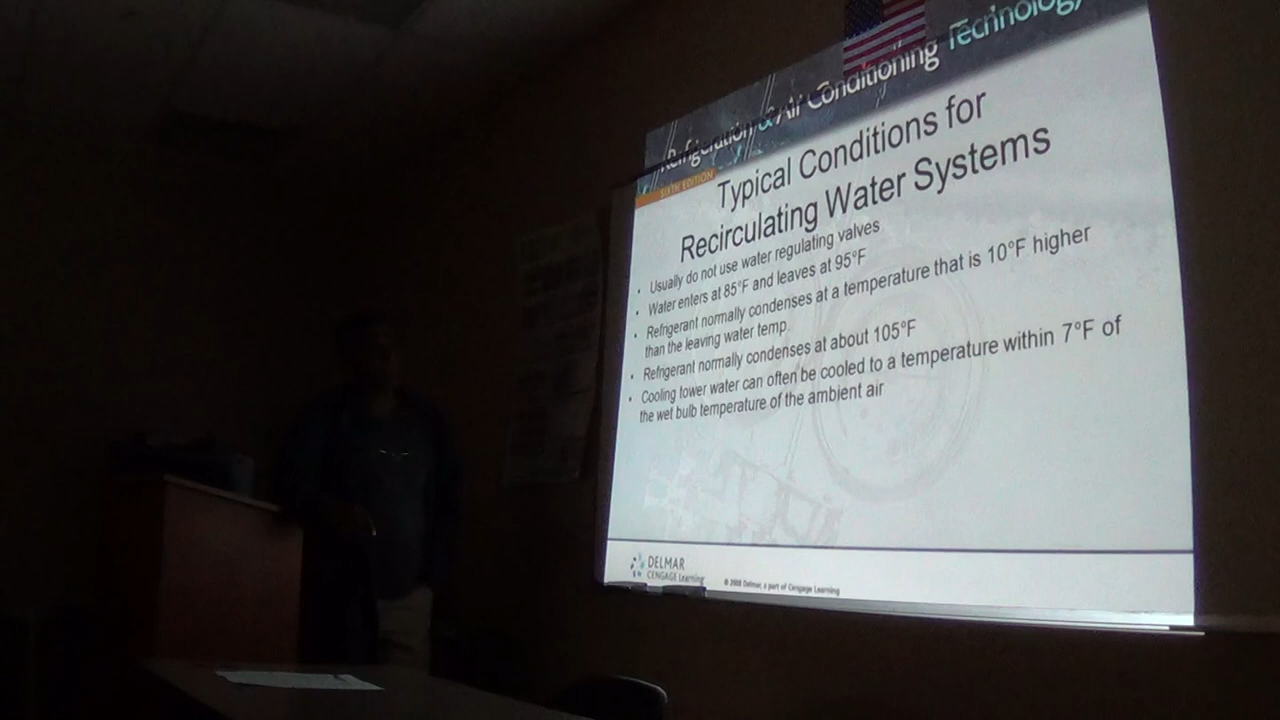 Refrigeration & Air Conditioning Technology
SIXTH EDITION
Typical Conditions for
Recirculating Water Systems
• Usually do not use water regulating valves
• Water enters at 85°F and leaves at 95°F
• Refrigerant normally condenses at a temperature that is 10°F higher
than the leaving water temp.
• Refrigerant normally condenses at about 105°F
• Cooling tower water can often be cooled to a temperature within 7°F of
the wet bulb temperature of the ambient air
DELMAR
CENGAGE Learning
© 2009 Delmar, a part of Cengage Learning